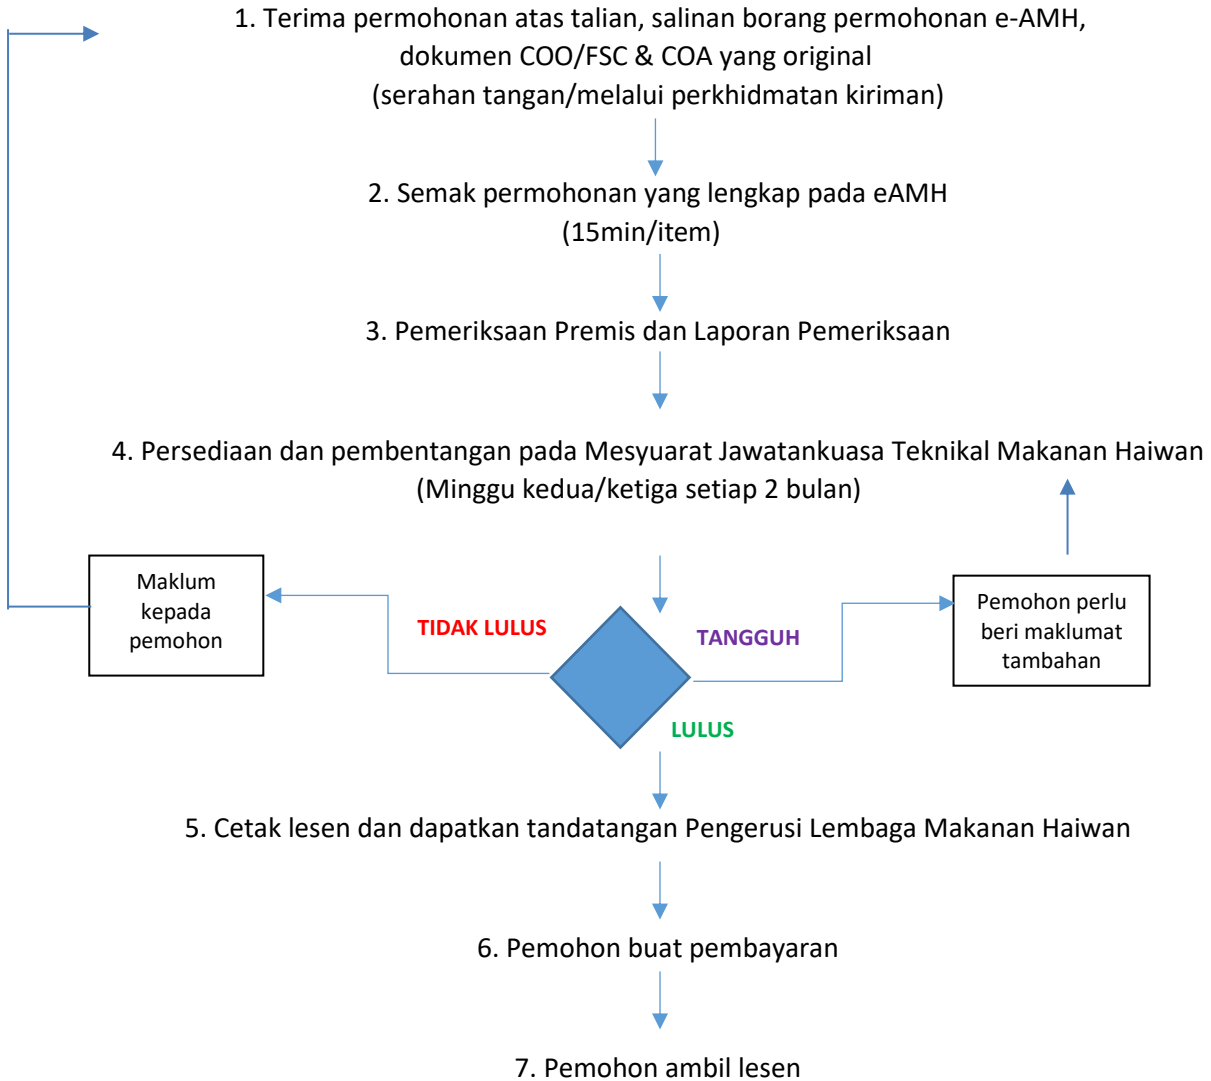 1. Terima permohonan atas talian, salinan borang permohonan e-AMH,
dokumen COO/FSC & COA yang original
(serahan tangan/melalui perkhidmatan kiriman)
2. Semak permohonan yang lengkap pada eAMH
(15min/item)
3. Pemeriksaan Premis dan Laporan Pemeriksaan
4. Persediaan dan pembentangan pada Mesyuarat Jawatankuasa Teknikal Makanan Haiwan
(Minggu kedua/ketiga setiap 2 bulan)
Maklum
kepada
pemohon
TIDAK LULUS
TANGGUH
Pemohon perlu
beri maklumat
tambahan
LULUS
5. Cetak lesen dan dapatkan tandatangan Pengerusi Lembaga Makanan Haiwan
6. Pemohon buat pembayaran
7. Pemohon ambil lesen